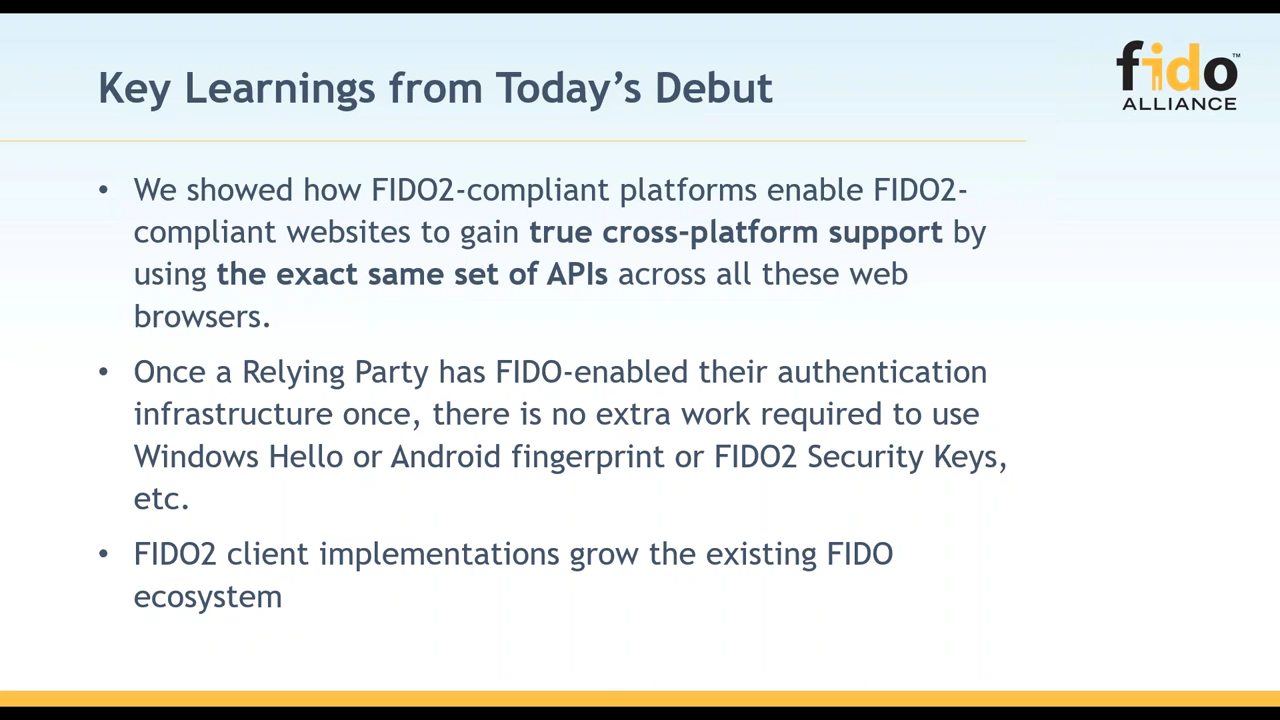 Key Learnings from Today’s Debut
fido™
ALLIANCE
• We showed how FIDO2-compliant platforms enable FIDO2-
compliant websites to gain true cross-platform support by
using the exact same set of APIs across all these web
browsers.
• Once a Relying Party has FIDO-enabled their authentication
infrastructure once, there is no extra work required to use
Windows Hello or Android fingerprint or FIDO2 Security Keys,
etc.
• FIDO2 client implementations grow the existing FIDO
ecosystem